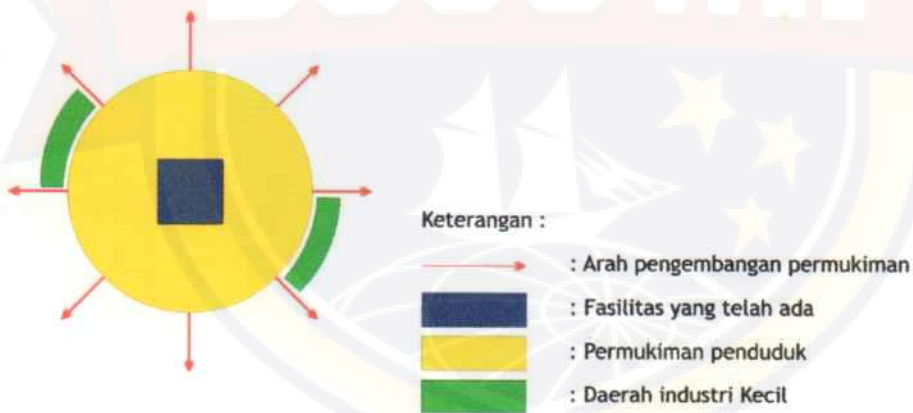 Keterangan :
: Arah pengembangan permukiman
: Fasilitas yang telah ada
: Permukiman penduduk
: Daerah industri Kecil